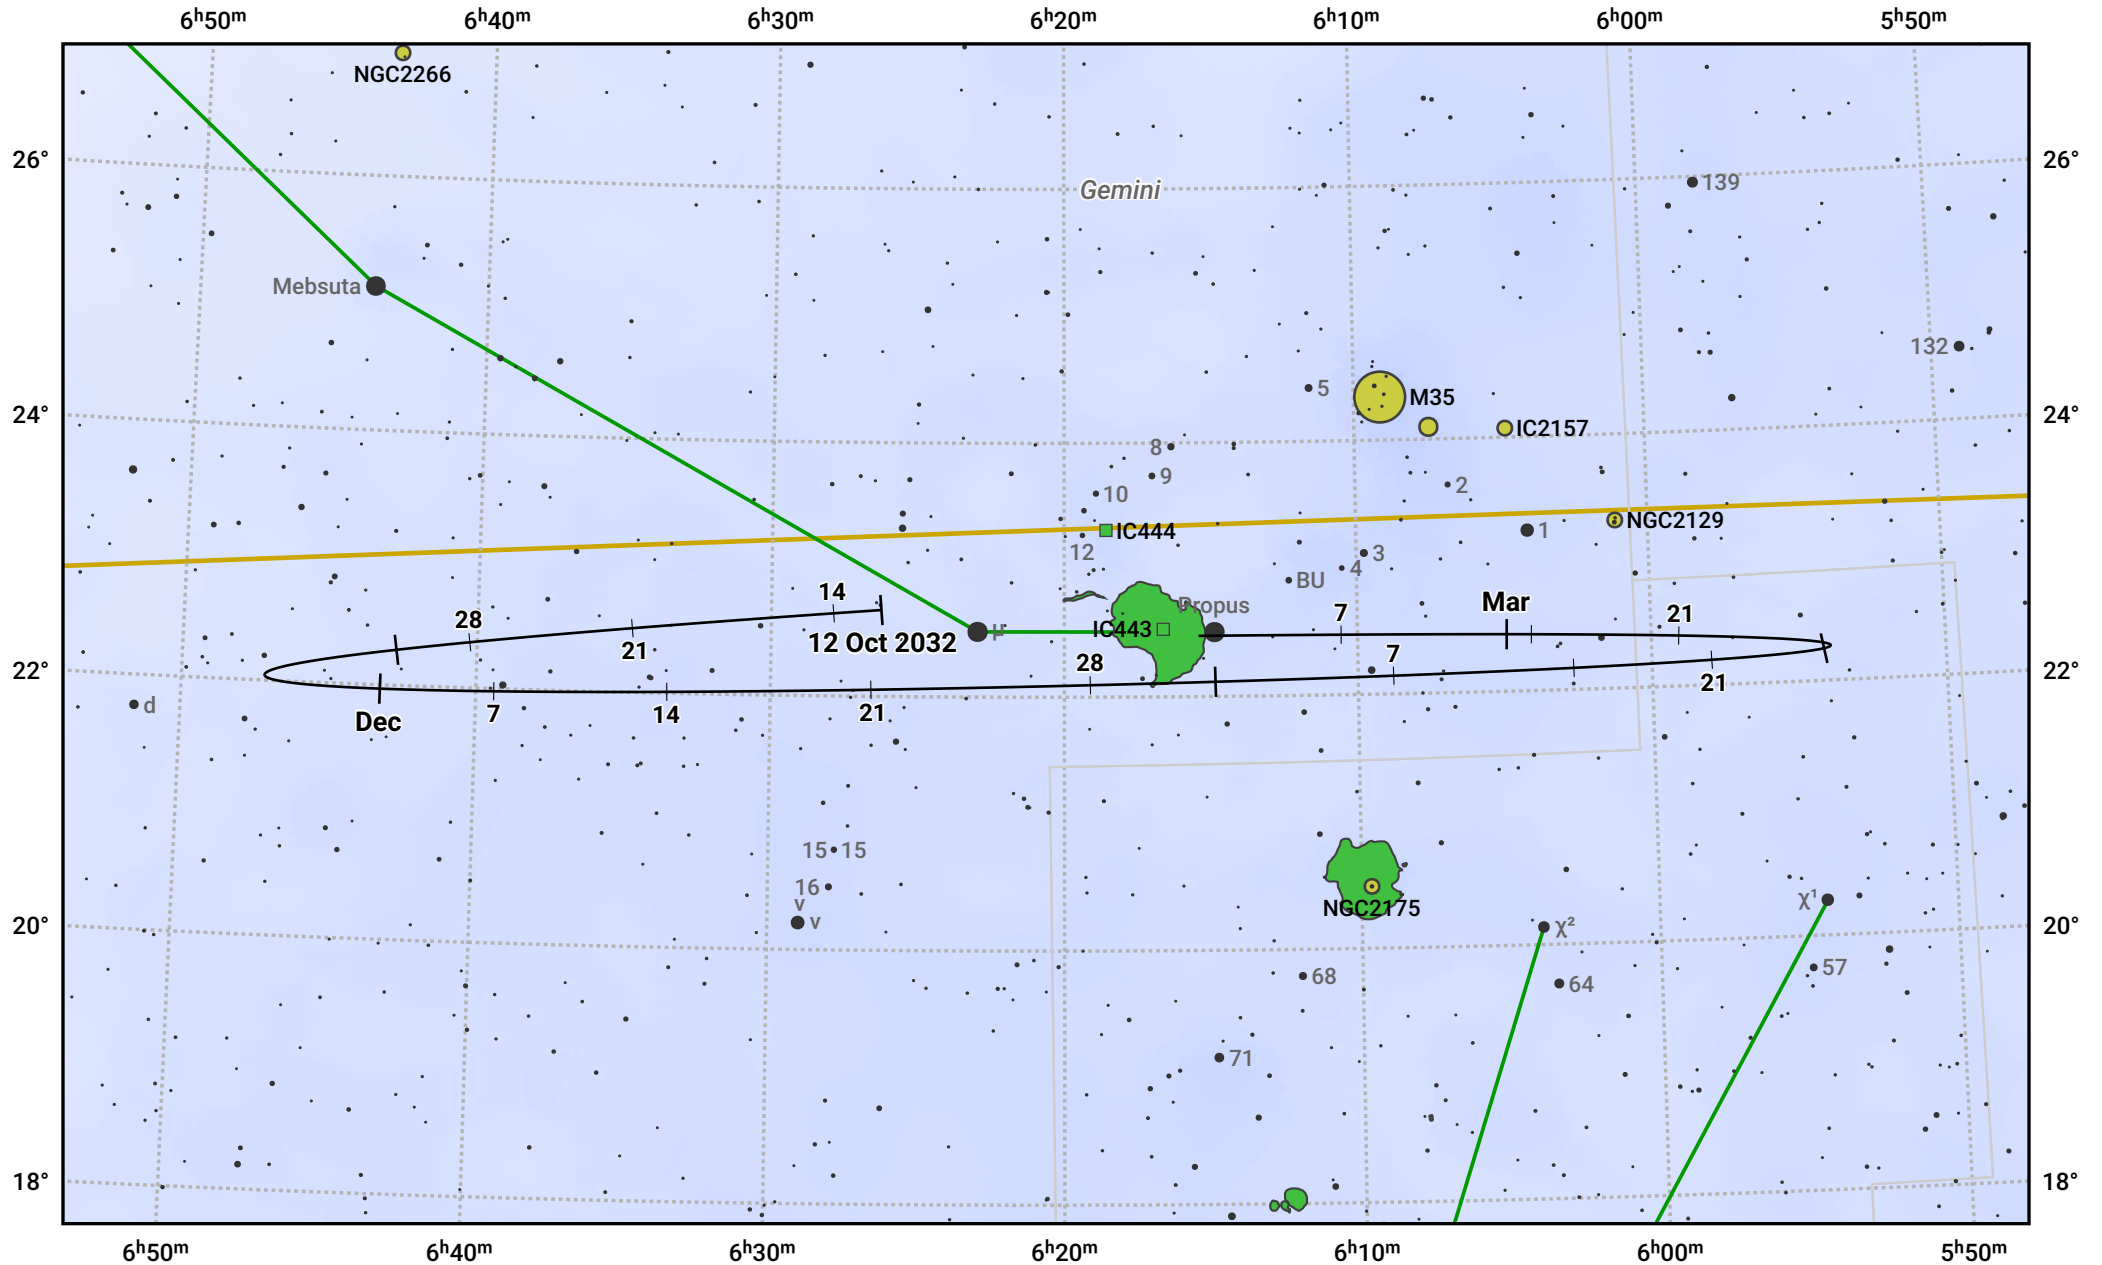 6ʰ50ᵐ 6ʰ40ᵐ 6ʰ30ᵐ 6ʰ20ᵐ 6ʰ10ᵐ 6ʰ00ᵐ 5ʰ50ᵐ
NGC2266
26° 26°
139
Gemini
Mebsuta
132
5
M35
24° 24°
IC2157
8
9
2
10
NGC2129
IC444
1
12
3
4
BU
14
Mar
Propus
7
21
28
IC443
μ
12 Oct 2032
21
7
28
22° 22°
21
d
7
14
21
Dec
15 15
16
χ¹
ν
NGC2175
ν
20° 20°
χ²
57
68
64
71
18° 18°
6ʰ50ᵐ 6ʰ40ᵐ 6ʰ30ᵐ 6ʰ20ᵐ 6ʰ10ᵐ 6ʰ00ᵐ 5ʰ50ᵐ